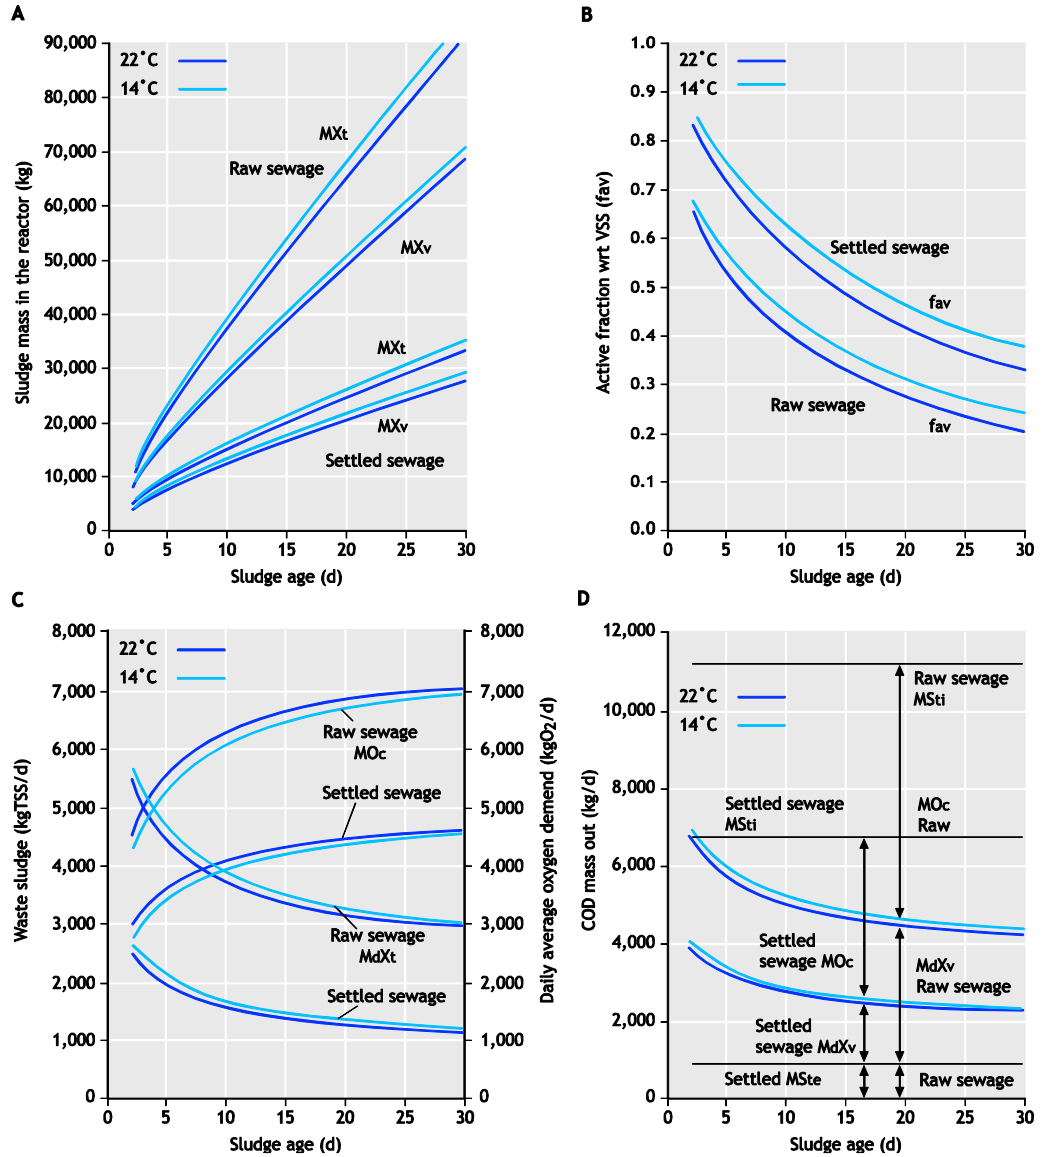 A
90,000
80,000
70,000
60,000
50,000
40,000
30,000
20,000
10,000
0
Sludge mass in the reactor (kg)
22˚C
14˚C
MXt
Raw sewage
MXv
MXt
MXv
Settled sewage
0 5 10 15 20 25 30
Sludge age (d)
B
1.0
0.9
0.8
0.7
0.6
0.5
0.4
0.3
0.2
0.1
0.0
Active fraction wrt VSS (fav)
22˚C
14˚C
Settled sewage
fav
Raw sewage
fav
0 5 10 15 20 25 30
Sludge age (d)
C
8,000
7,000
6,000
5,000
4,000
3,000
2,000
1,000
0
Waste sludge (kgTSS/d)
22˚C
14˚C
Raw sewage
MOc
Settled sewage
Raw sewage
MdXt
Settled sewage
8,000
7,000
6,000
5,000
4,000
3,000
2,000
1,000
0
Daily average oxygen demend (kgO2/d)
0 5 10 15 20 25 30
Sludge age (d)
D
12,000
10,000
8,000
6,000
4,000
2,000
0
COD mass out (kg/d)
22˚C
14˚C
Raw sewage
MSti
Settled sewage
MSti
MOc
Raw
Settled
sewage MOc
MdXv
Raw sewage
Settled
sewage MdXv
Settled MSte
Raw sewage
0 5 10 15 20 25 30
Sludge age (d)